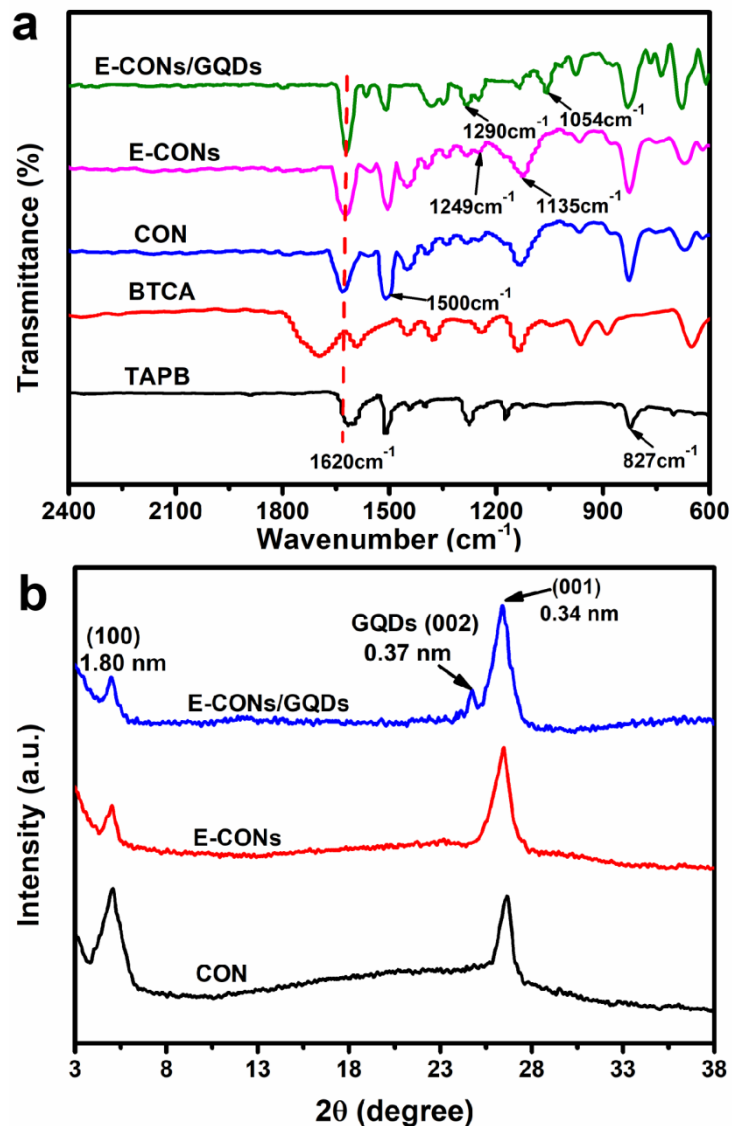 a
E-CONs/GQDs
1290cm-1
1054cm-1
E-CONs
1249cm-1
1135cm-1
CON
1500cm-1
BTCA
TAPB
1620cm-1
827cm-1
Transmittance (%)
2400 2100 1800 1500 1200 900 600
Wavenumber (cm-1)
b
(001)
0.34 nm
GQDs (002)
0.37 nm
(100)
1.80 nm
E-CONs/GQDs
E-CONs
CON
Intensity (a.u.)
3 8 13 18 23 28 33 38
2θ (degree)